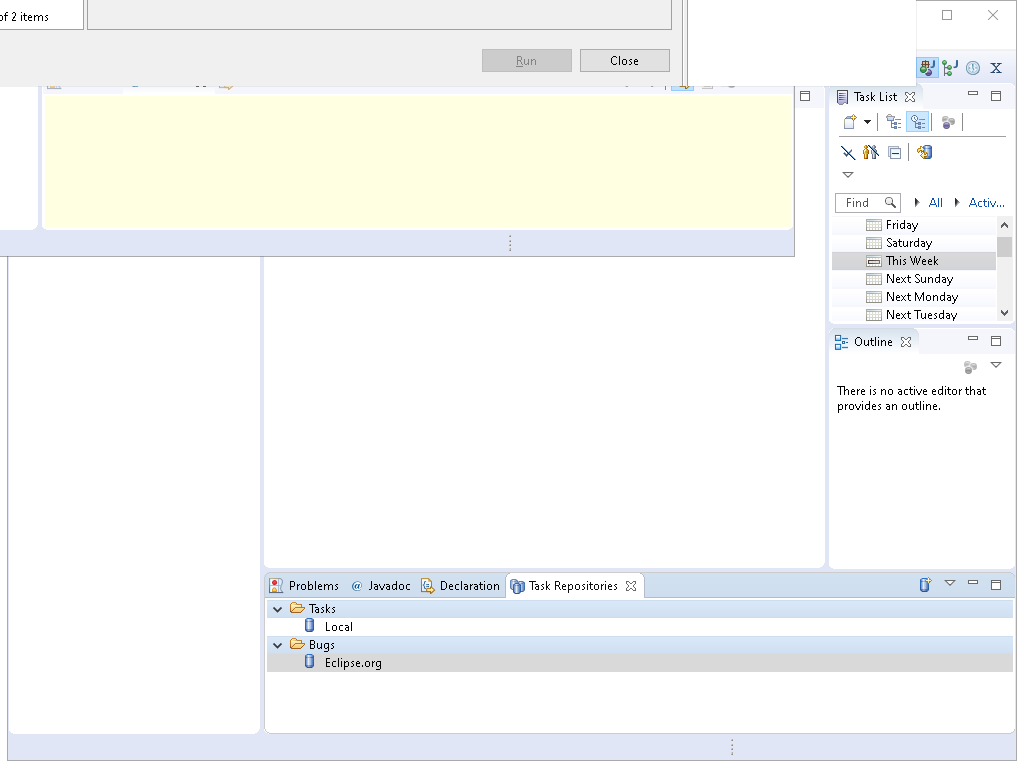 of 2 items
Run
Close
Task List
Find
All
Activ...
Friday
Saturday
This Week
Next Sunday
Next Monday
Next Tuesday
Outline
There is no active editor that
provides an outline.
Problems
@ Javadoc
Declaration
Task Repositories
Tasks
Local
Bugs
Eclipse.org